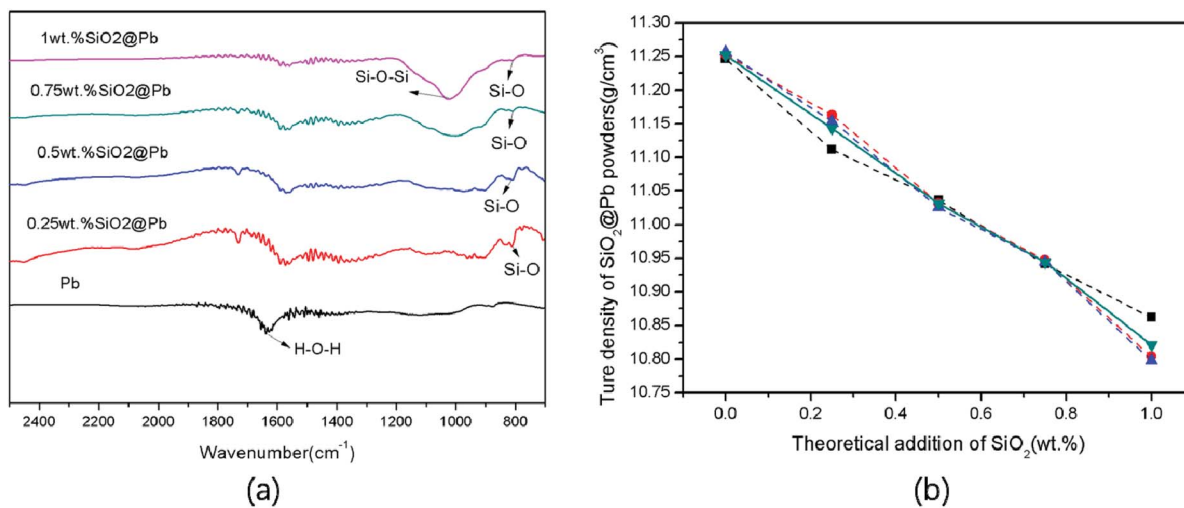 1wt.%SiO2@Pb
Si-O-Si
Si-O
0.75wt.%SiO2@Pb
Si-O
0.5wt.%SiO2@Pb
Si-O
0.25wt.%SiO2@Pb
Si-O
Pb
H-O-H
2400 2200 2000 1800 1600 1400 1200 1000 800
Wavenumber(cm⁻¹)
(a)
11.30
11.25
11.20
11.15
11.10
11.05
11.00
10.95
10.90
10.85
10.80
10.75
Ture density of SiO₂@Pb powders(g/cm³)
0.0 0.2 0.4 0.6 0.8 1.0
Theoretical addition of SiO₂(wt.%)
(b)